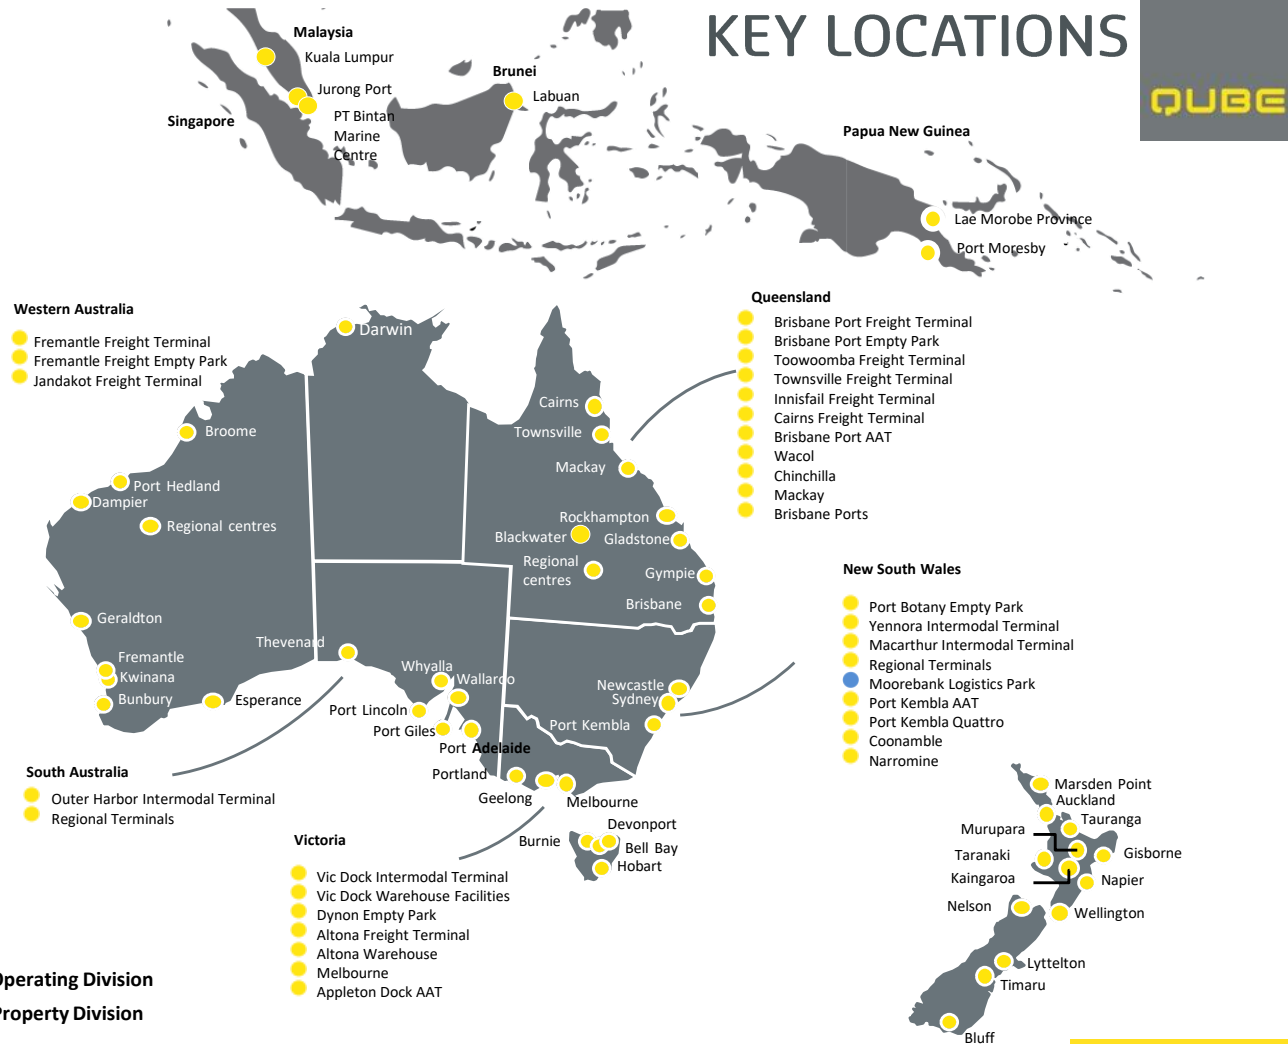 KEY LOCATIONS
QUBE
Malaysia
Kuala Lumpur
Jurong Port
Singapore
PT Bintan
Marine
Centre
Brunei
Labuan
Papua New Guinea
Lae Morobe Province
Port Moresby
Western Australia
Fremantle Freight Terminal
Fremantle Freight Empty Park
Jandakot Freight Terminal
Queensland
Brisbane Port Freight Terminal
Brisbane Port Empty Park
Toowoomba Freight Terminal
Townsville Freight Terminal
Innisfail Freight Terminal
Cairns Freight Terminal
Brisbane Port AAT
Wacol
Chinchilla
Mackay
Brisbane Ports
Darwin
Broome
Port Hedland
Dampier
Regional centres
Geraldton
Fremantle
Kwinana
Bunbury
Esperance
Cairns
Townsville
Mackay
Rockhampton
Blackwater
Gladstone
Regional
centres
Gympie
Brisbane
Thevenard
Whyalla
Wallaroo
Port Lincoln
Port Giles
Port Adelaide
Newcastle
Sydney
Port Kembla
Portland
Geelong
Melbourne
Burnie
Devonport
Bell Bay
Hobart
New South Wales
Port Botany Empty Park
Yennora Intermodal Terminal
Macarthur Intermodal Terminal
Regional Terminals
Moorebank Logistics Park
Port Kembla AAT
Port Kembla Quattro
Coonamble
Narromine
South Australia
Outer Harbor Intermodal Terminal
Regional Terminals
Victoria
Vic Dock Intermodal Terminal
Vic Dock Warehouse Facilities
Dynon Empty Park
Altona Freight Terminal
Altona Warehouse
Melbourne
Appleton Dock AAT
Marsden Point
Auckland
Tauranga
Murupara
Taranaki
Gisborne
Kaingaroa
Napier
Nelson
Wellington
Lyttelton
Timaru
Bluff
Operating Division
Property Division